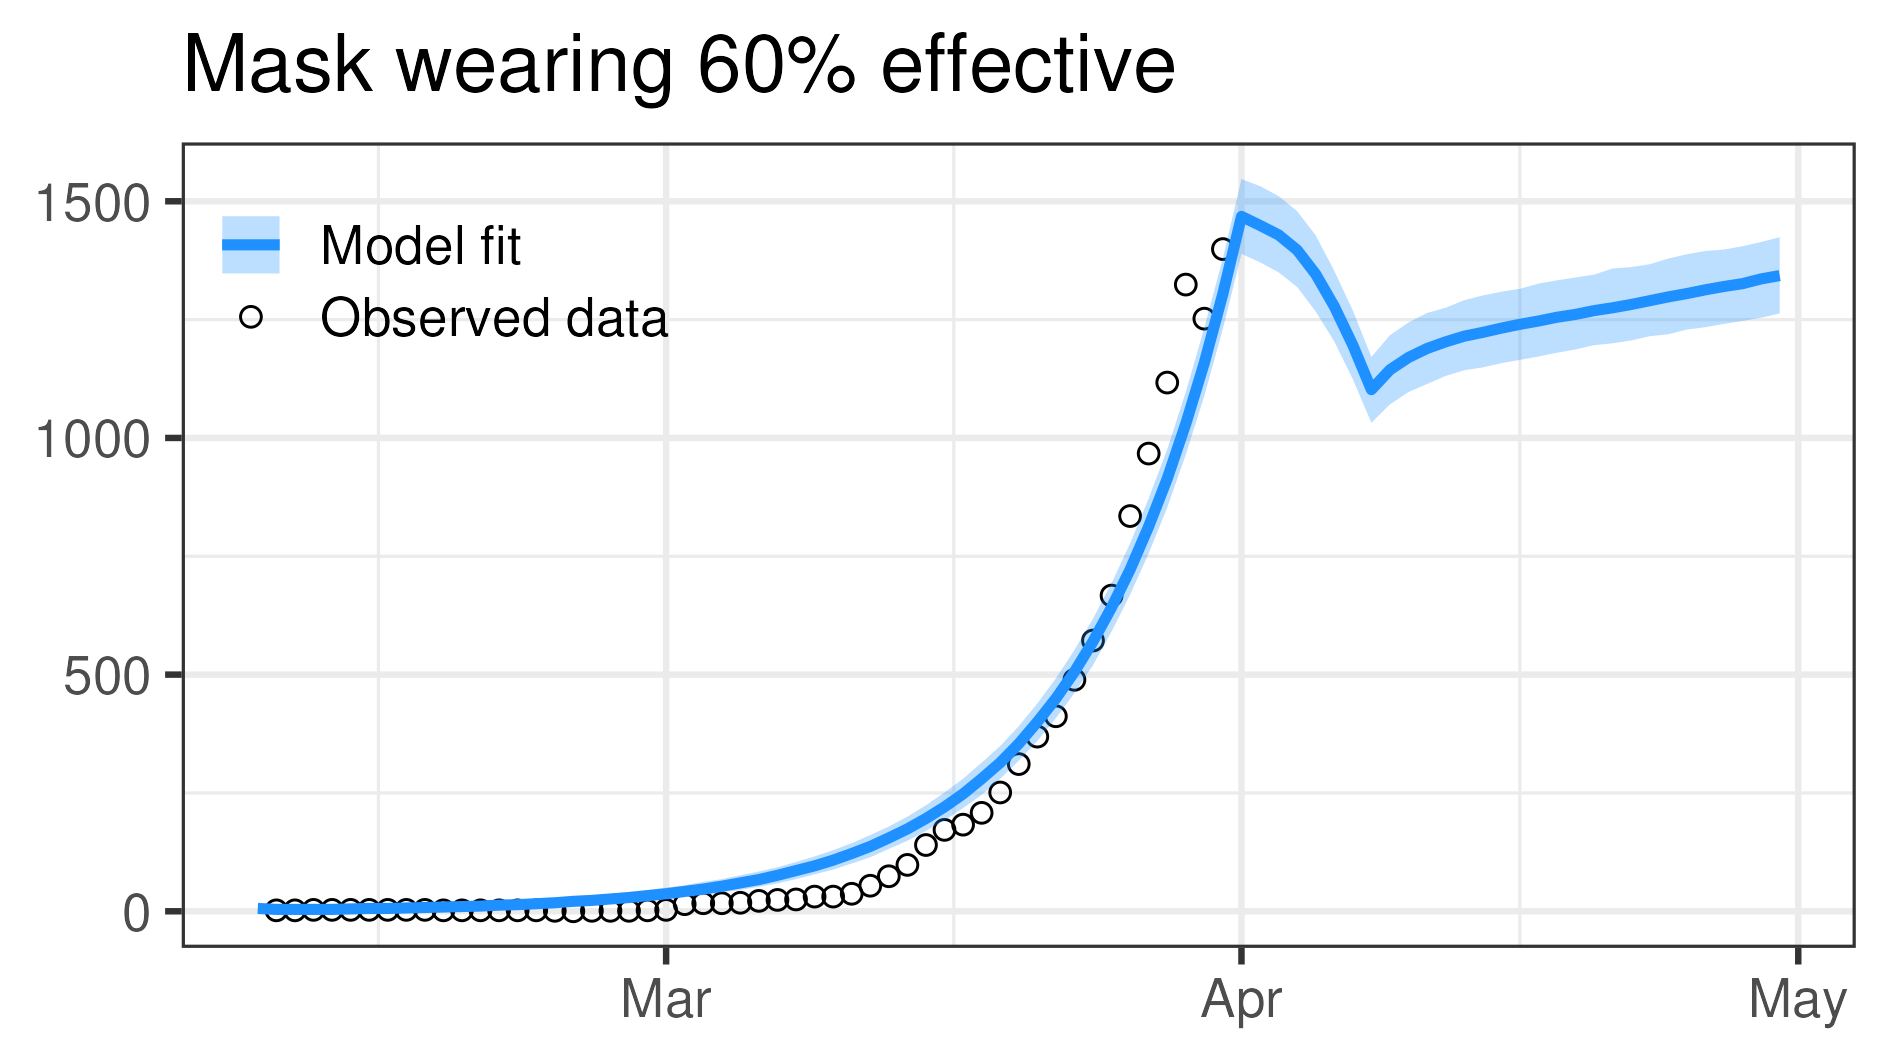 Mask wearing 60% effective
1500
Model fit
Observed data
1000
500
0
Mar Apr May